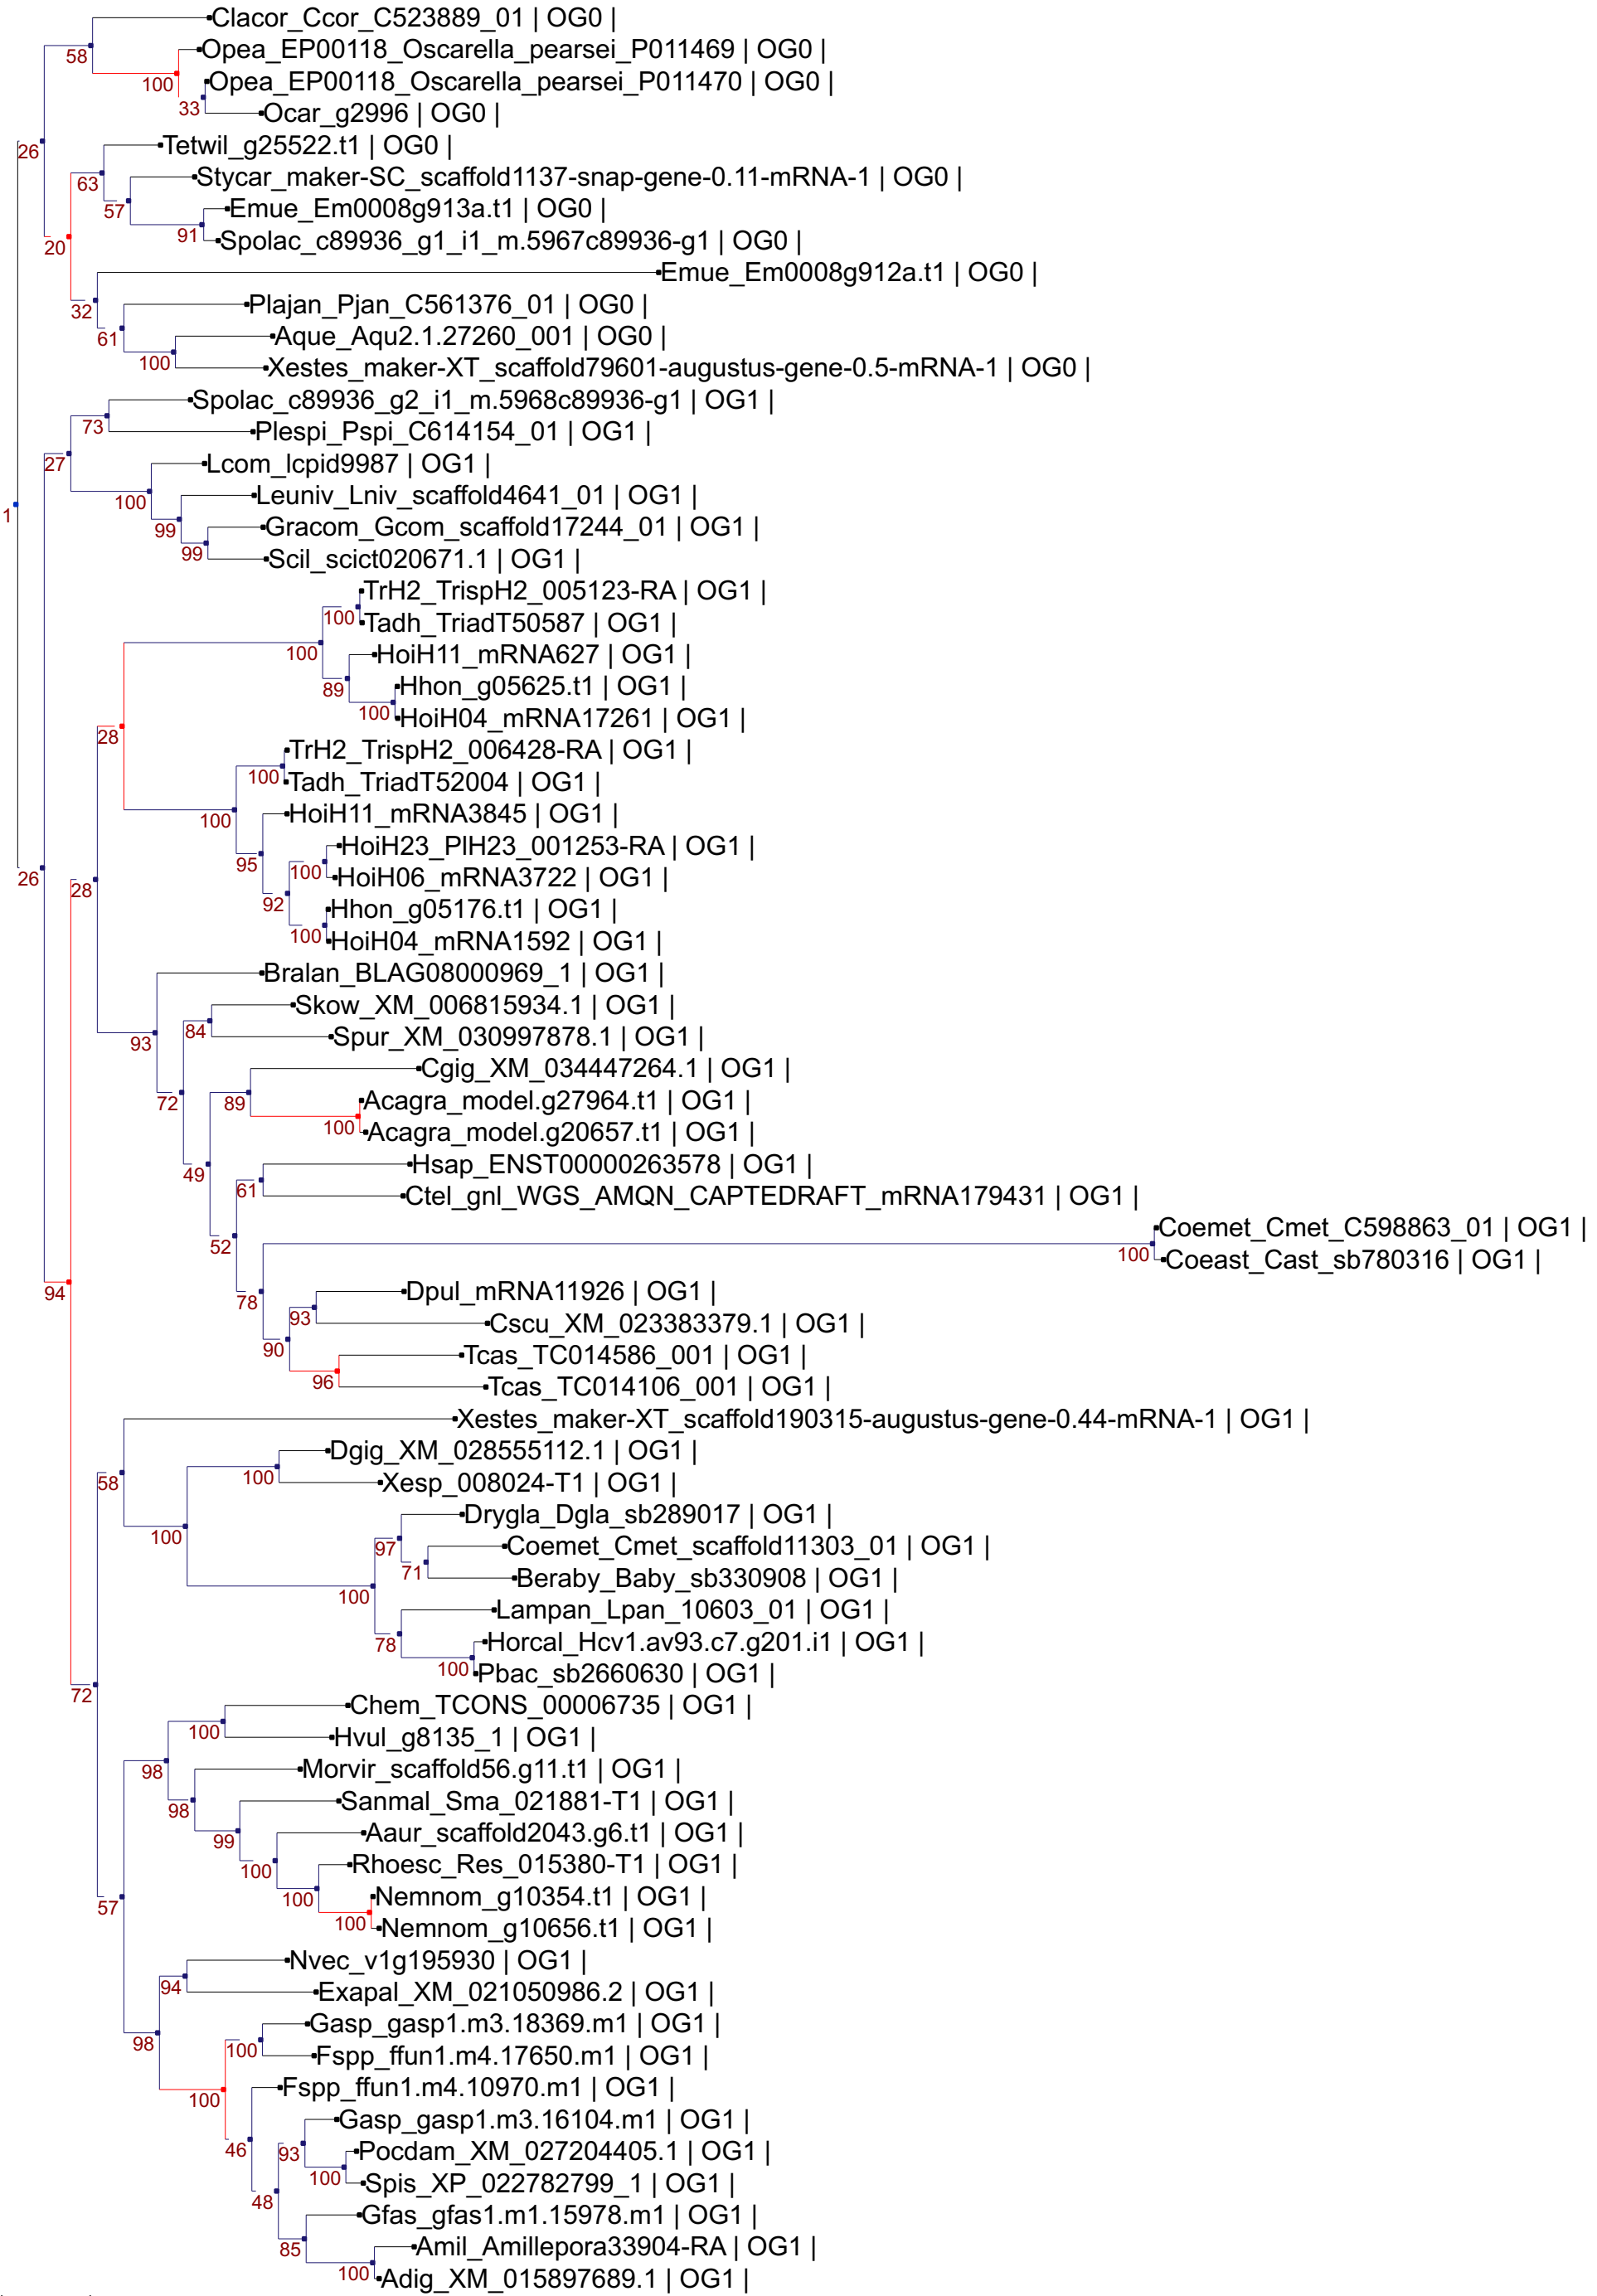 Clacor_Ccor_C523889_01 | OG0 |
58
Opea_EP00118_Oscarella_pearsei_P011469 | OG0 |
100
Opea_EP00118_Oscarella_pearsei_P011470 | OG0 |
33
Ocar_g2996 | OG0 |
26
Tetwil_g25522.t1 | OG0 |
63
Stycar_maker-SC_scaffold1137-snap-gene-0.11-mRNA-1 | OG0 |
57
Emue_Em0008g913a.t1 | OG0 |
91
Spolac_c89936_g1_i1_m.5967c89936-g1 | OG0 |
20
Emue_Em0008g912a.t1 | OG0 |
32
Plajan_Pjan_C561376_01 | OG0 |
61
Aque_Aqu2.1.27260_001 | OG0 |
100
Xestes_maker-XT_scaffold79601-augustus-gene-0.5-mRNA-1 | OG0 |
Spolac_c89936_g2_i1_m.5968c89936-g1 | OG1 |
73
Plespi_Pspi_C614154_01 | OG1 |
27
Lcom_lcpid9987 | OG1 |
100
Leuniv_Lniv_scaffold4641_01 | OG1 |
1
99
Gracom_Gcom_scaffold17244_01 | OG1 |
99
Scil_scict020671.1 | OG1 |
TrH2_TrispH2_005123-RA | OG1 |
100
Tadh_TriadT50587 | OG1 |
100
HoiH11_mRNA627 | OG1 |
89
Hhon_g05625.t1 | OG1 |
100
HoiH04_mRNA17261 | OG1 |
28
TrH2_TrispH2_006428-RA | OG1 |
100
Tadh_TriadT52004 | OG1 |
100
HoiH11_mRNA3845 | OG1 |
95
HoiH23_PlH23_001253-RA | OG1 |
100
HoiH06_mRNA3722 | OG1 |
26
28
92
Hhon_g05176.t1 | OG1 |
100
HoiH04_mRNA1592 | OG1 |
Bralan_BLAG08000969_1 | OG1 |
Skow_XM_006815934.1 | OG1 |
84
Spur_XM_030997878.1 | OG1 |
93
Cgig_XM_034447264.1 | OG1 |
72
89
Acagra_model.g27964.t1 | OG1 |
100
Acagra_model.g20657.t1 | OG1 |
49
Hsap_ENST00000263578 | OG1 |
61
Ctel_gnl_WGS_AMQN_CAPTEDRAFT_mRNA179431 | OG1 |
52
Coemet_Cmet_C598863_01 | OG1 |
100
Coeast_Cast_sb780316 | OG1 |
94
78
Dpul_mRNA11926 | OG1 |
93
Cscu_XM_023383379.1 | OG1 |
90
Tcas_TC014586_001 | OG1 |
96
Tcas_TC014106_001 | OG1 |
Xestes_maker-XT_scaffold190315-augustus-gene-0.44-mRNA-1 | OG1 |
58
Dgig_XM_028555112.1 | OG1 |
100
Xesp_008024-T1 | OG1 |
100
Drygla_Dgla_sb289017 | OG1 |
97
Coemet_Cmet_scaffold11303_01 | OG1 |
71
Beraby_Baby_sb330908 | OG1 |
100
Lampan_Lpan_10603_01 | OG1 |
78
Horcal_Hcv1.av93.c7.g201.i1 | OG1 |
100
Pbac_sb2660630 | OG1 |
72
Chem_TCONS_00006735 | OG1 |
100
Hvul_g8135_1 | OG1 |
98
Morvir_scaffold56.g11.t1 | OG1 |
98
Sanmal_Sma_021881-T1 | OG1 |
99
Aaur_scaffold2043.g6.t1 | OG1 |
100
Rhoesc_Res_015380-T1 | OG1 |
100
Nemnom_g10354.t1 | OG1 |
100
Nemnom_g10656.t1 | OG1 |
57
Nvec_v1g195930 | OG1 |
94
Exapal_XM_021050986.2 | OG1 |
98
Gasp_gasp1.m3.18369.m1 | OG1 |
100
Fspp_ffun1.m4.17650.m1 | OG1 |
100
Fspp_ffun1.m4.10970.m1 | OG1 |
46
Gasp_gasp1.m3.16104.m1 | OG1 |
93
Pocdam_XM_027204405.1 | OG1 |
100
Spis_XP_022782799_1 | OG1 |
48
Gfas_gfas1.m1.15978.m1 | OG1 |
85
Amil_Amillepora33904-RA | OG1 |
100
Adig_XM_015897689.1 | OG1 |